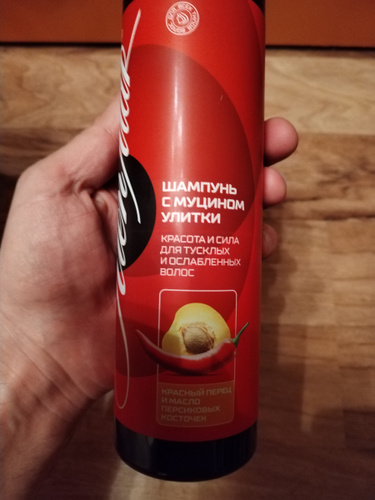 ШАМПУНЬ
С МУЦИНОМ
УЛИТКИ
КРАСОТА И СИЛА
ДЛЯ ТУСКЛЫХ
И ОСЛАБЛЕННЫХ
ВОЛОС
КРАСНЫЙ ПЕРЕЦ
И МАСЛО
ПЕРСИКОВЫХ
КОСТОЧЕК